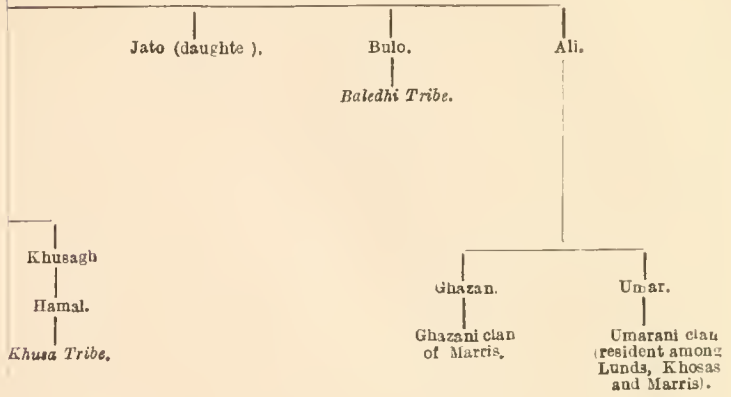 Jato (daughte ).
Bulo.
Ali.
Baledhi Tribe.
Khusagh
Hamal.
Khusa Tribe.
Ghazan.
Ghazani clan
of Marris.
Umar.
Umarani clan
(resident among
Lunds, Khosas
and Marris).